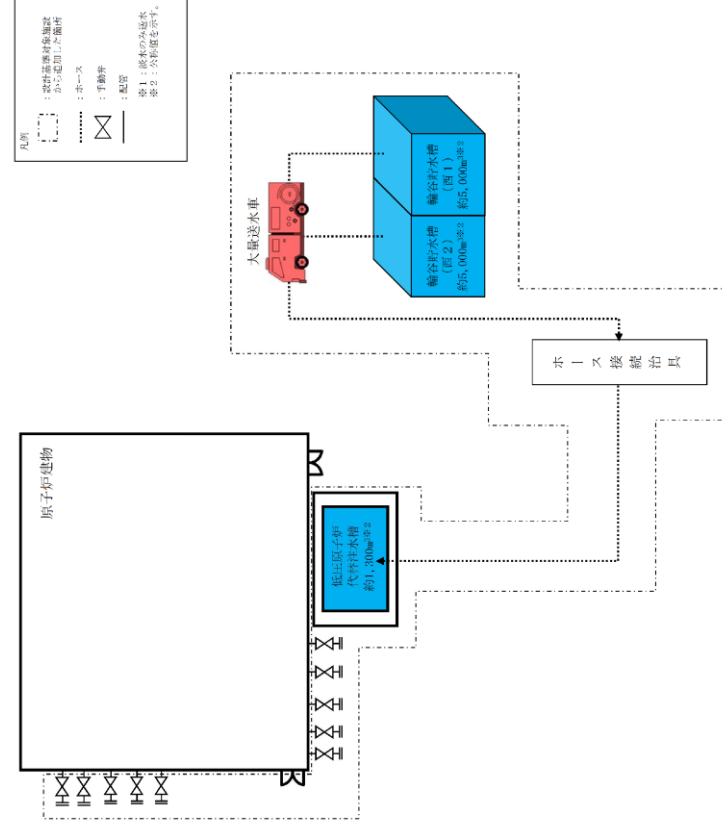 凡例
：設計基準対象施設
から追加した箇所
：ホース
：手動弁
：配管
※1：淡水のみ送水
※2：公称値を示す。
大量送水車
輪谷貯水槽
（西1）
約5,000m³※2
輪谷貯水槽
（西2）
約5,000m³※2
ホース接続治具
原子炉建物
低圧原子炉
代替注水槽
約1,300m³※2